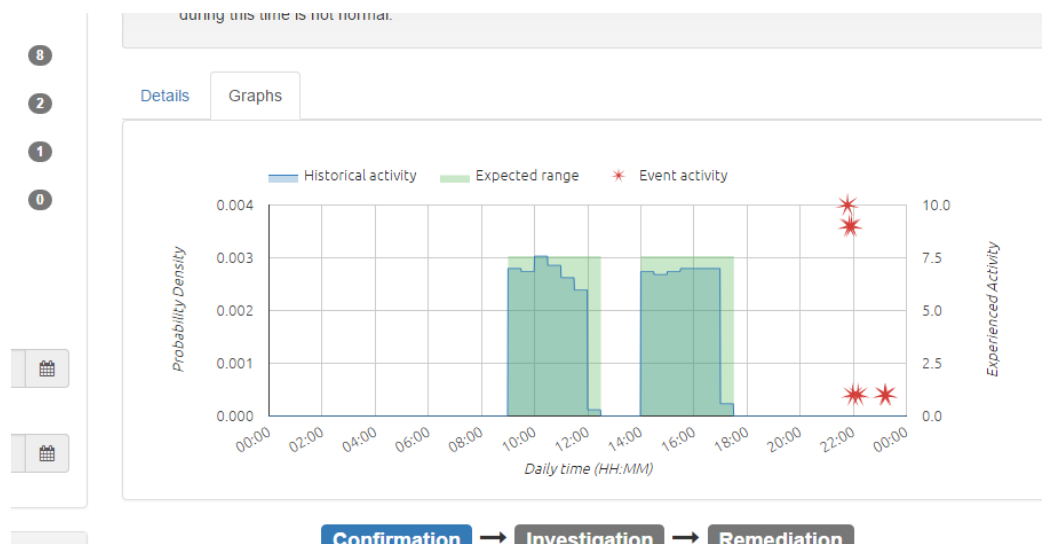 during this time is not normal.
8
2
1
0
Details Graphs
Historical activity Expected range Event activity
0.004 10.0
0.003 7.5
0.002 5.0
0.001 2.5
0.000 0.0
Probability Density
Experienced Activity
00:00 02:00 04:00 06:00 08:00 10:00 12:00 14:00 16:00 18:00 20:00 22:00 00:00
Daily time (HH:MM)
Confirmation → Investigation → Remediation